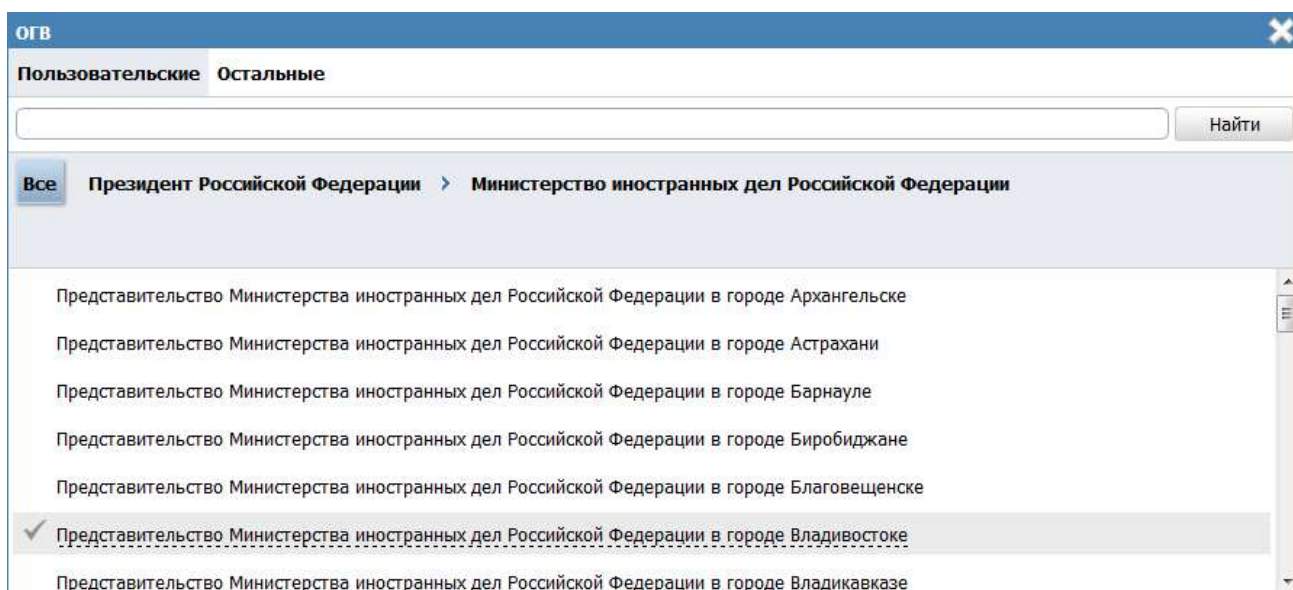 ОГВ
Пользовательские Остальные
Найти
Все Президент Российской Федерации > Министерство иностранных дел Российской Федерации
Представительство Министерства иностранных дел Российской Федерации в городе Архангельске
Представительство Министерства иностранных дел Российской Федерации в городе Астрахани
Представительство Министерства иностранных дел Российской Федерации в городе Барнауле
Представительство Министерства иностранных дел Российской Федерации в городе Биробиджане
Представительство Министерства иностранных дел Российской Федерации в городе Благовещенске
Представительство Министерства иностранных дел Российской Федерации в городе Владивостоке
Представительство Министерства иностранных дел Российской Федерации в городе Владикавказе